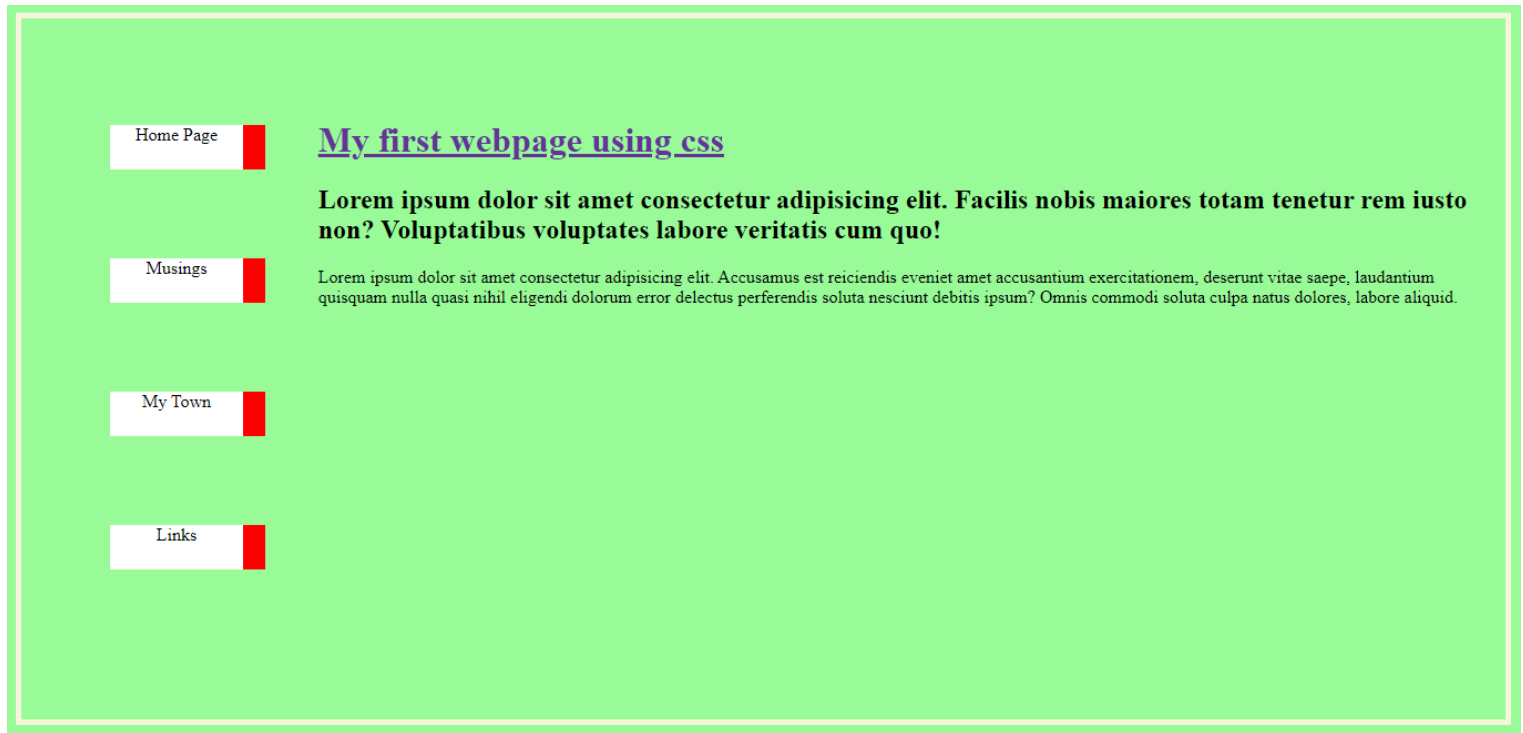 Home Page
Musings
My Town
Links
My first webpage using css
Lorem ipsum dolor sit amet consectetur adipisicing elit. Facilis nobis maiores totam tenetur rem iusto
non? Voluptatibus voluptates labore veritatis cum quo!
Lorem ipsum dolor sit amet consectetur adipisicing elit. Accusamus est reiciendis eveniet amet accusantium exercitationem, deserunt vitae saepe, laudantium
quisquam nulla quasi nihil eligendi dolorum error delectus perferendis soluta nesciunt debitis ipsum? Omnis commodi soluta culpa natus dolores, labore aliquid.